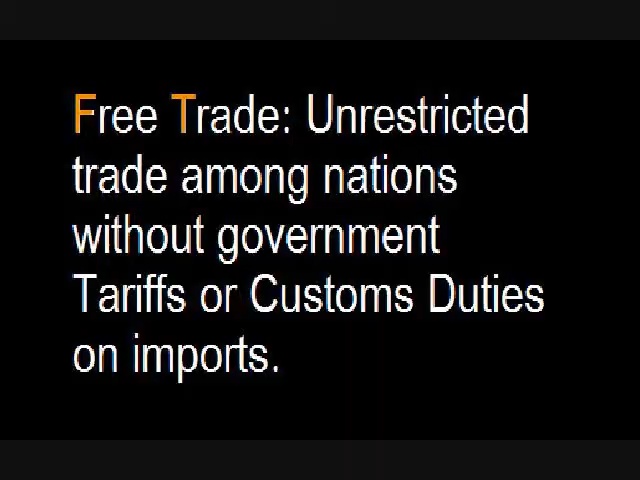 Free Trade: Unrestricted
trade among nations
without government
Tariffs or Customs Duties
on imports.